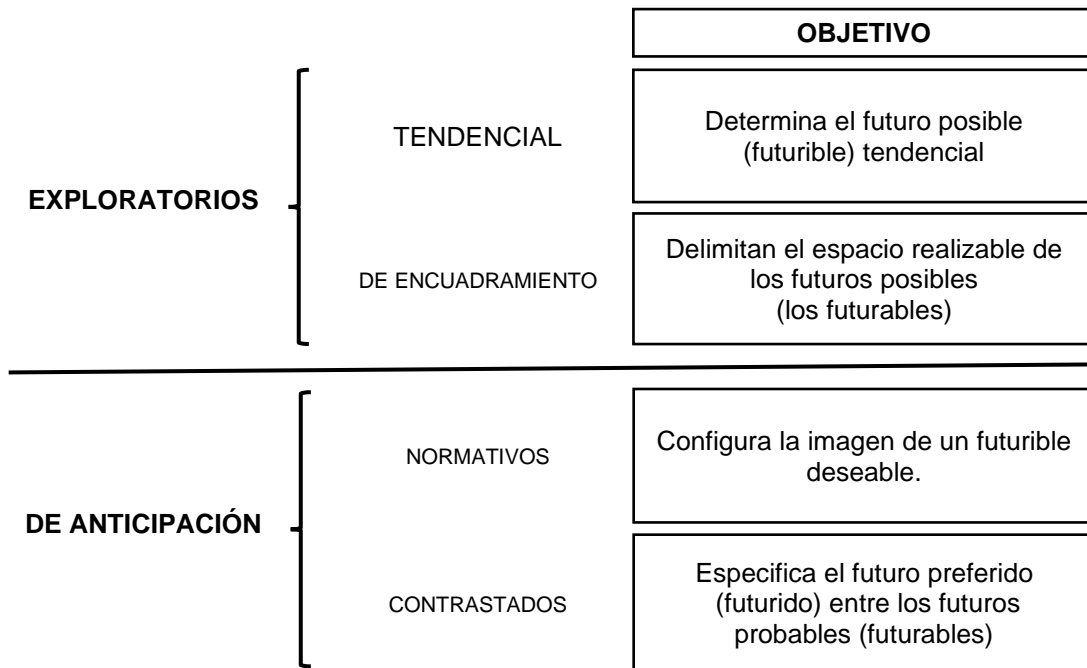 OBJETIVO
EXPLORATORIOS
TENDENCIAL
Determina el futuro posible
(futurible) tendencial
DE ENCUADRAMIENTO
Delimitan el espacio realizable de
los futuros posibles
(los futurables)
DE ANTICIPACIÓN
NORMATIVOS
Configura la imagen de un futurible
deseable.
CONTRASTADOS
Especifica el futuro preferido
(futurido) entre los futuros
probables (futurables)